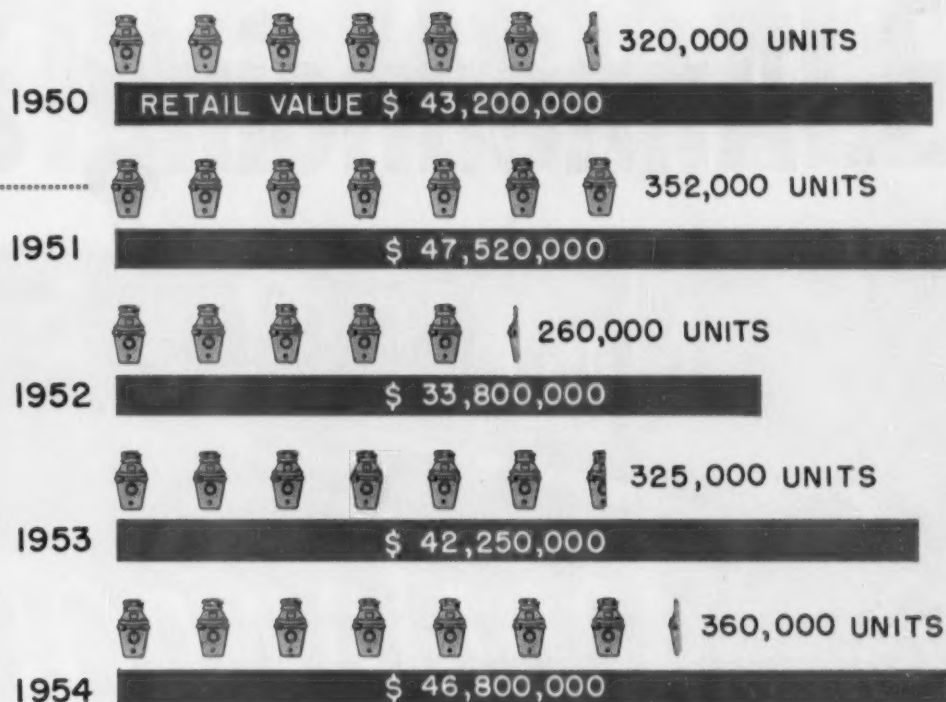 320,000 UNITS
1950 RETAIL VALUE $ 43,200,000
352,000 UNITS
1951 $ 47,520,000
260,000 UNITS
1952 $ 33,800,000
325,000 UNITS
1953 $ 42,250,000
360,000 UNITS
1954 $ 46,800,000